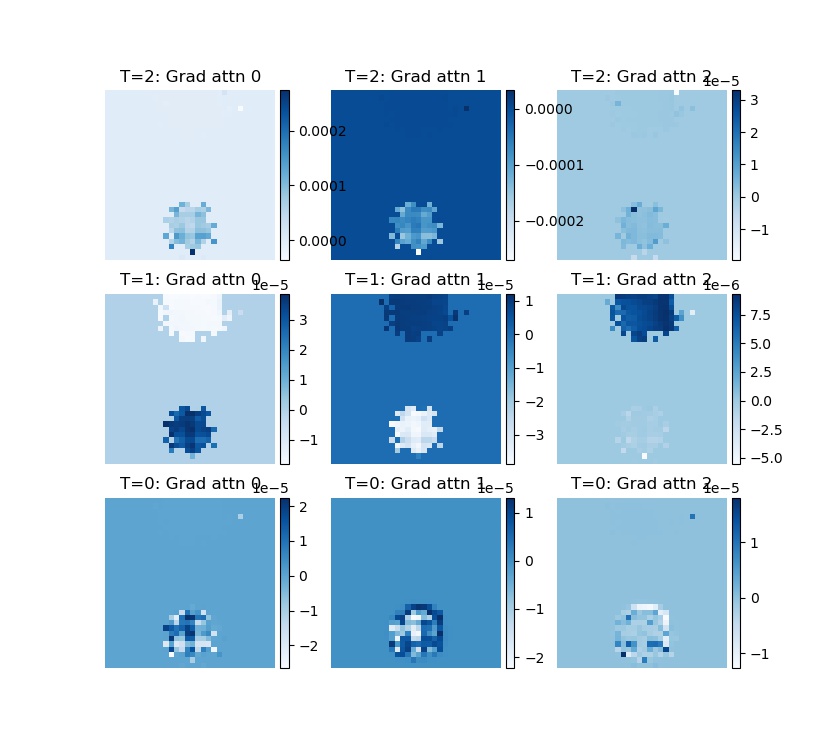 T=2: Grad attn 0
0.0002
0.0001
0.0000
T=2: Grad attn 1
0.0000
−0.0001
−0.0002
T=2: Grad attn 2
1e−5
3
2
1
0
−1
T=1: Grad attn 0
1e−5
3
2
1
0
−1
T=1: Grad attn 1
1e−5
1
0
−1
−2
−3
T=1: Grad attn 2
1e−6
7.5
5.0
2.5
0.0
−2.5
−5.0
T=0: Grad attn 0
1e−5
2
1
0
−1
−2
T=0: Grad attn 1
1e−5
1
0
−1
−2
T=0: Grad attn 2
1e−5
1
0
−1